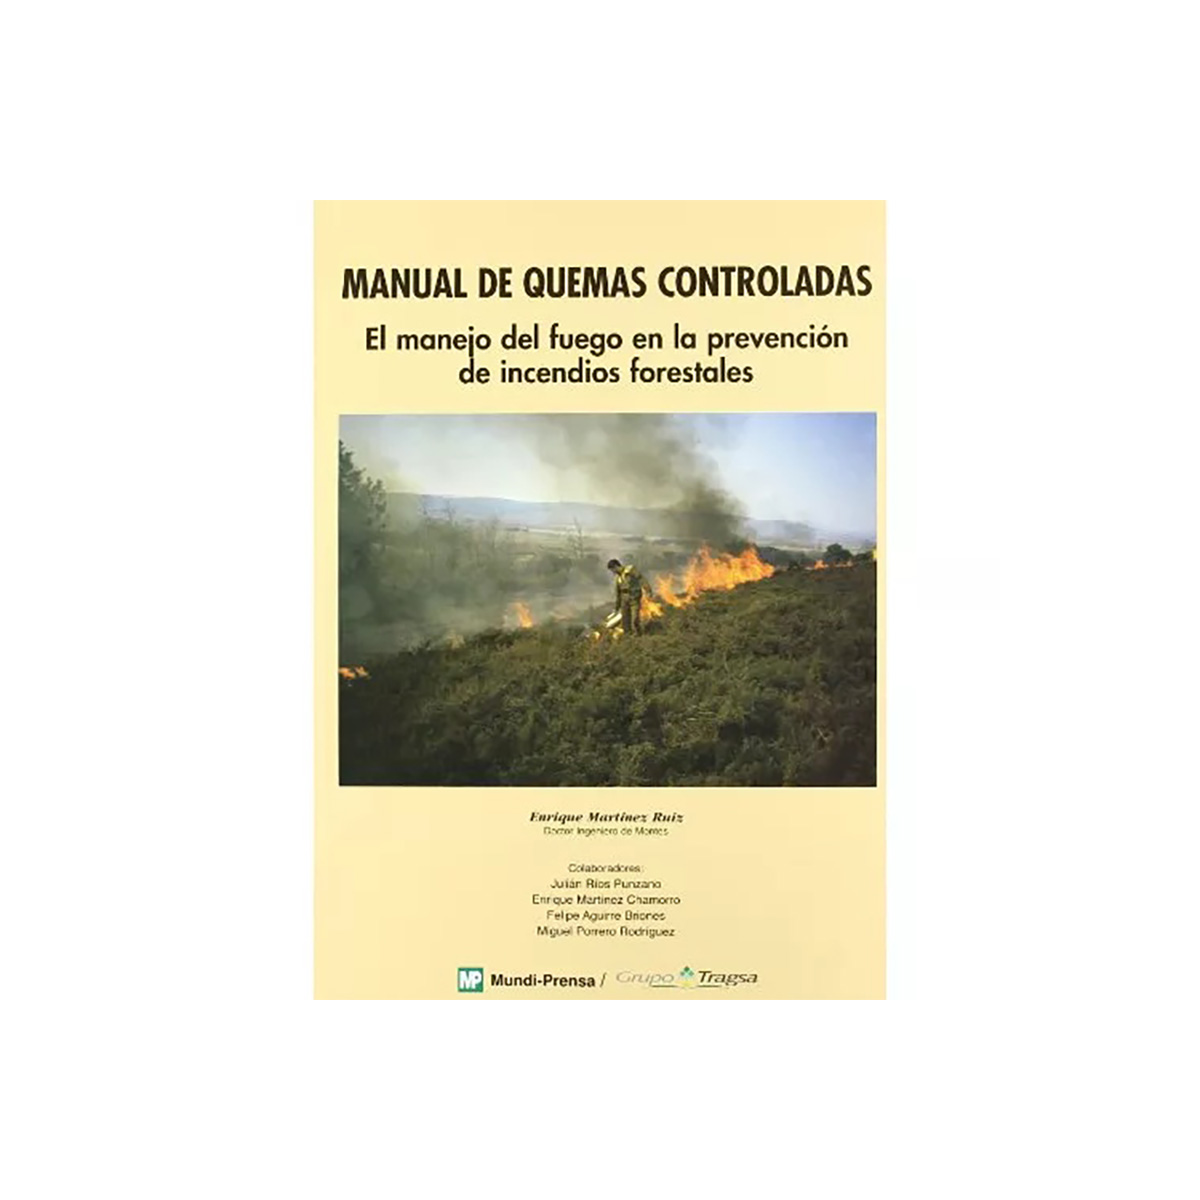 MANUAL DE QUEMAS CONTROLADAS
El manejo del fuego en la prevención
de incendios forestales
Enrique Martínez Ruiz
Doctor Ingeniero de Montes
Colaboradores:
Julián Ríos Punzano
Enrique Martínez Chamorro
Felipe Aguirre Briones
Miguel Porrero Rodríguez
MP Mundi-Prensa / Grupo Tragsa